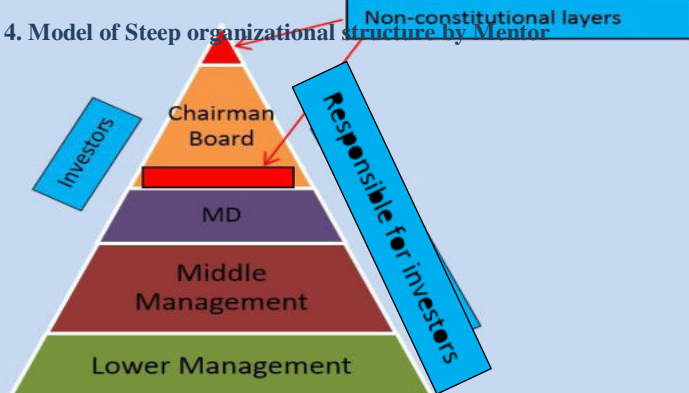 Non-constitutional layers
4. Model of Steep organizational structure by Mentor
Chairman
Board
Investors
Responsible for investors
MD
Middle
Management
Lower Management